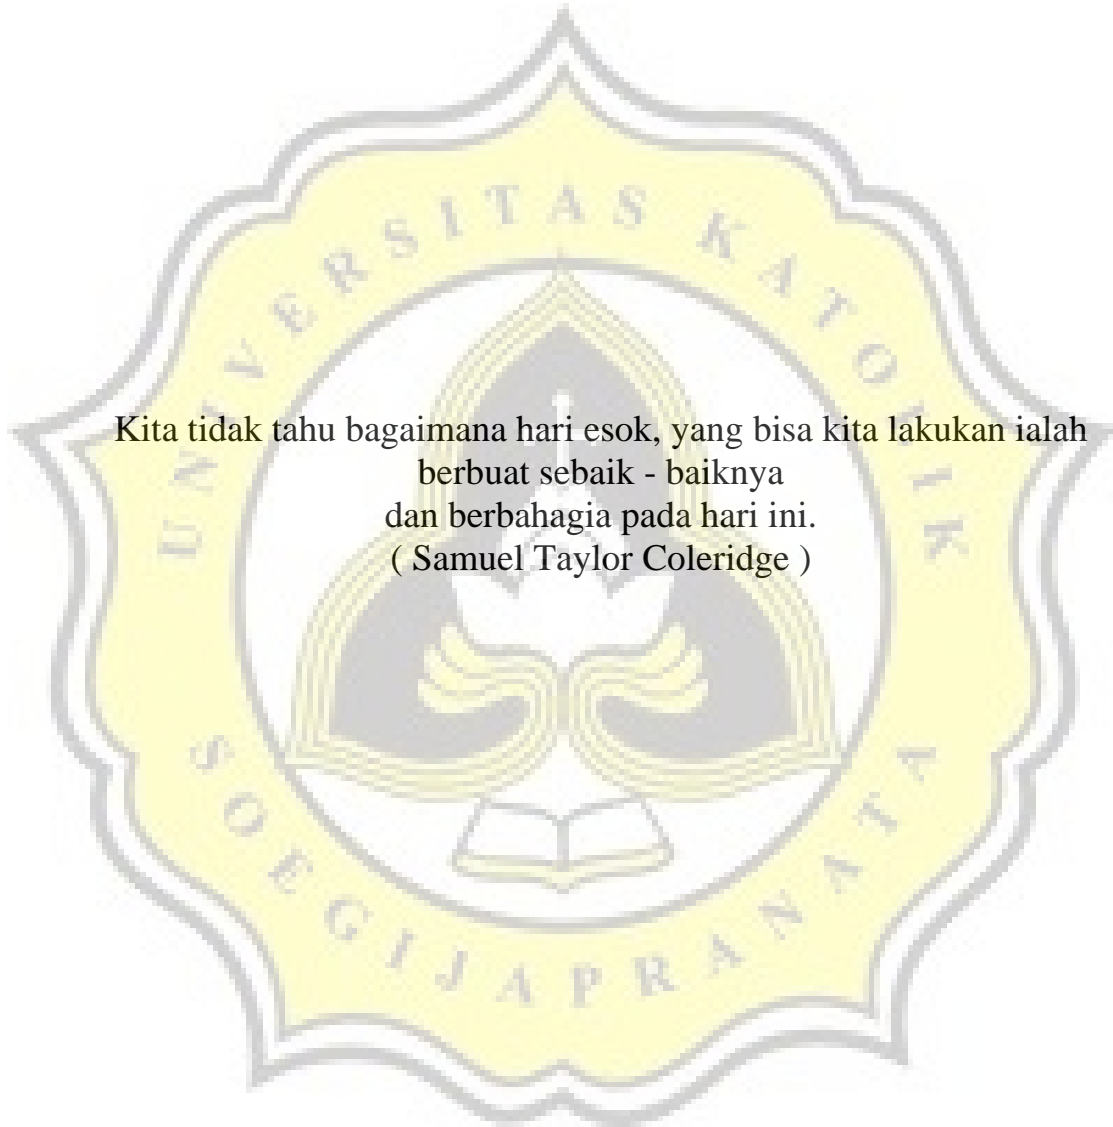 UNIVERSITAS KATOLIK
Kita tidak tahu bagaimana hari esok, yang bisa kita lakukan ialah
berbuat sebaik - baiknya
dan berbahagia pada hari ini.
( Samuel Taylor Coleridge )
SOEGIJAPRANATA